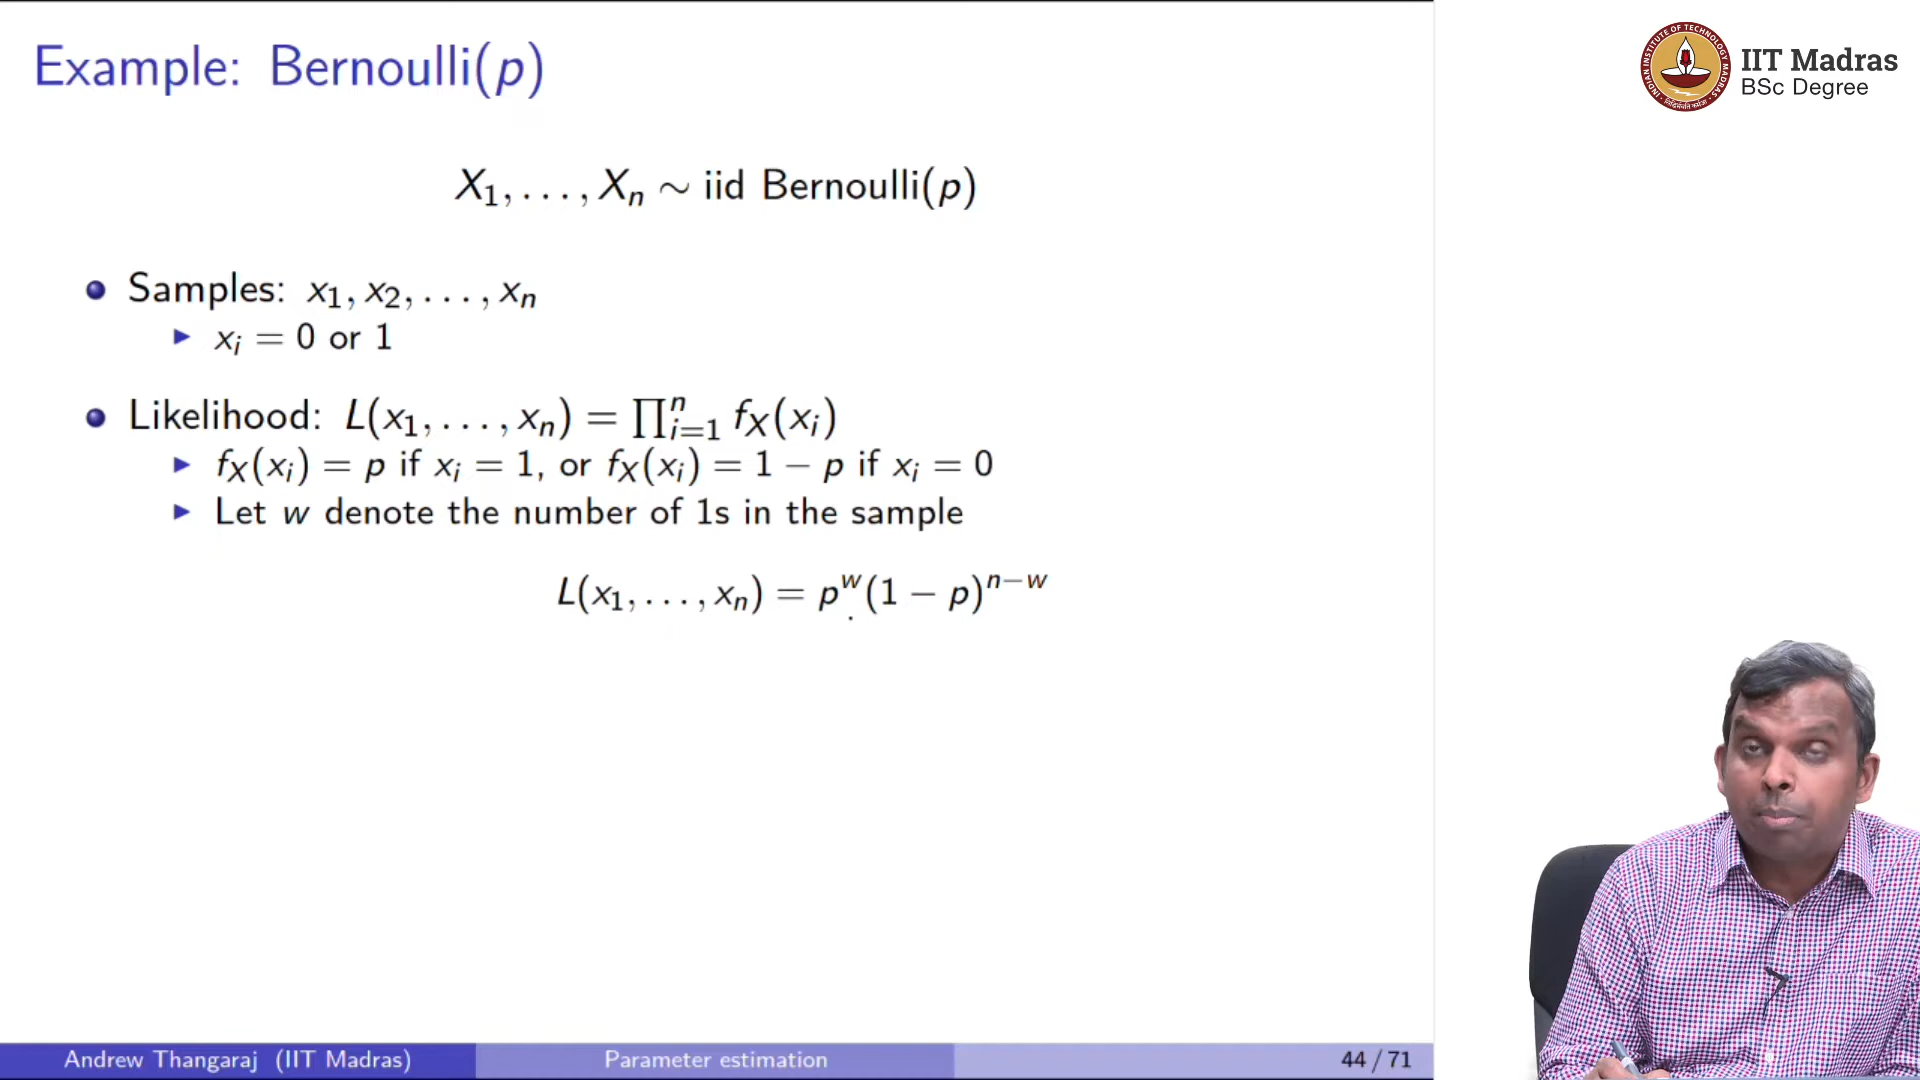 Example: Bernoulli(p)
IIT Madras
BSc Degree
X₁, . . . , Xₙ ∼ iid Bernoulli(p)
Samples: x₁, x₂, . . . , xₙ
xᵢ = 0 or 1
Likelihood: L(x₁, . . . , xₙ) = ∏ⁿᵢ₌₁ f_X(xᵢ)
f_X(xᵢ) = p if xᵢ = 1, or f_X(xᵢ) = 1 − p if xᵢ = 0
Let w denote the number of 1s in the sample
L(x₁, . . . , xₙ) = p^w(1 − p)^{n−w}
Andrew Thangaraj (IIT Madras) Parameter estimation 44 / 71